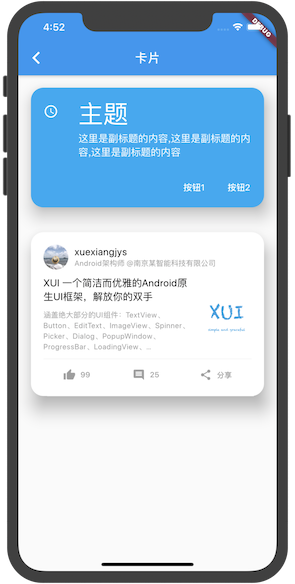 4:52
DEBUG
卡片
主题
这里是副标题的内容,这里是副标题的内
容,这里是副标题的内容
按钮1 按钮2
xuexiangjys
Android架构师 @南京某智能科技有限公司
XUI 一个简洁而优雅的Android原
生UI框架，解放你的双手
涵盖绝大部分的UI组件：TextView、
Button、EditText、ImageView、Spinner、
Picker、Dialog、PopupWindow、
ProgressBar、LoadingView、...
XUI
99 25 分享